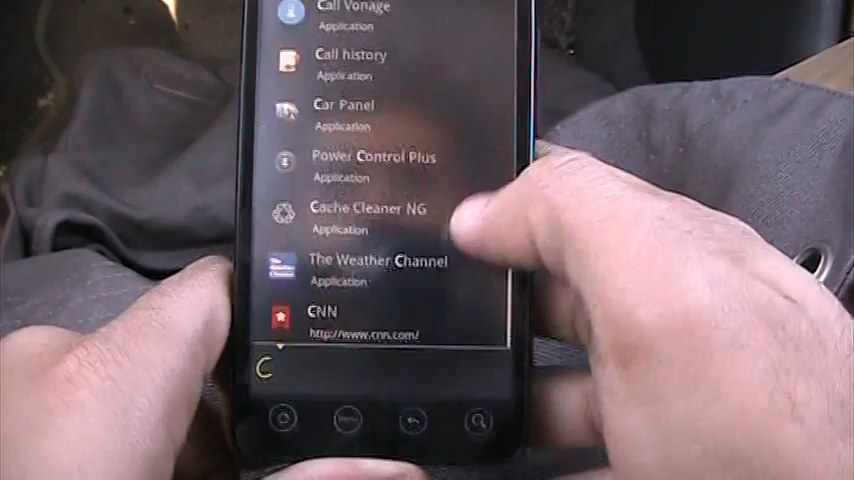 Call Vonage
Application
Call history
Application
Car Panel
Application
Power Control Plus
Application
Cache Cleaner NG
Application
The Weather Channel
Application
CNN
http://www.cnn.com/
C